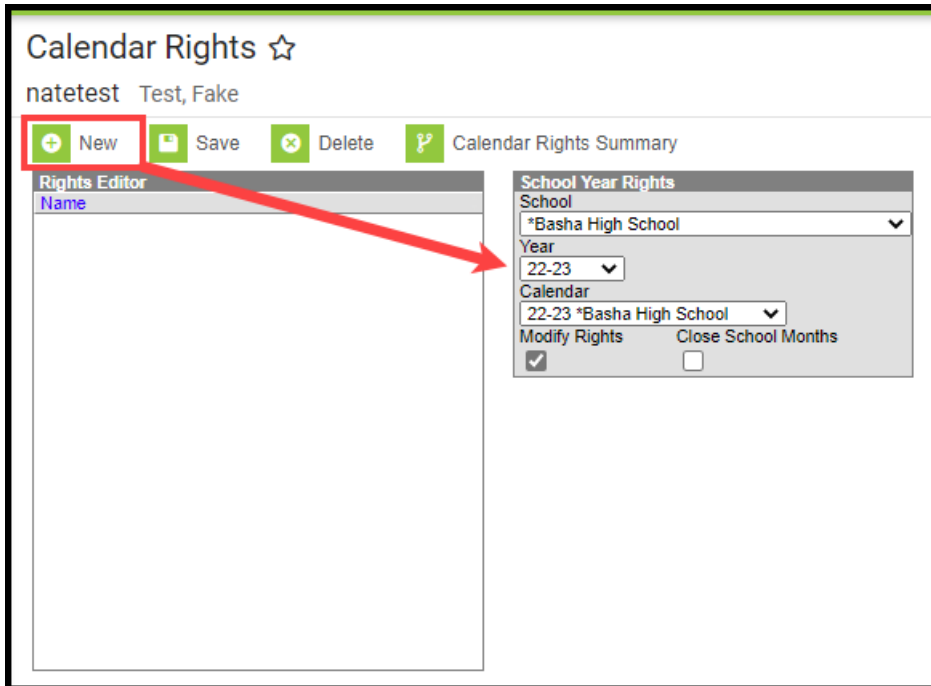 Calendar Rights
natetest Test, Fake
New Save Delete Calendar Rights Summary
Rights Editor
Name
School Year Rights
School
*Basha High School
Year
22-23
Calendar
22-23 *Basha High School
Modify Rights Close School Months